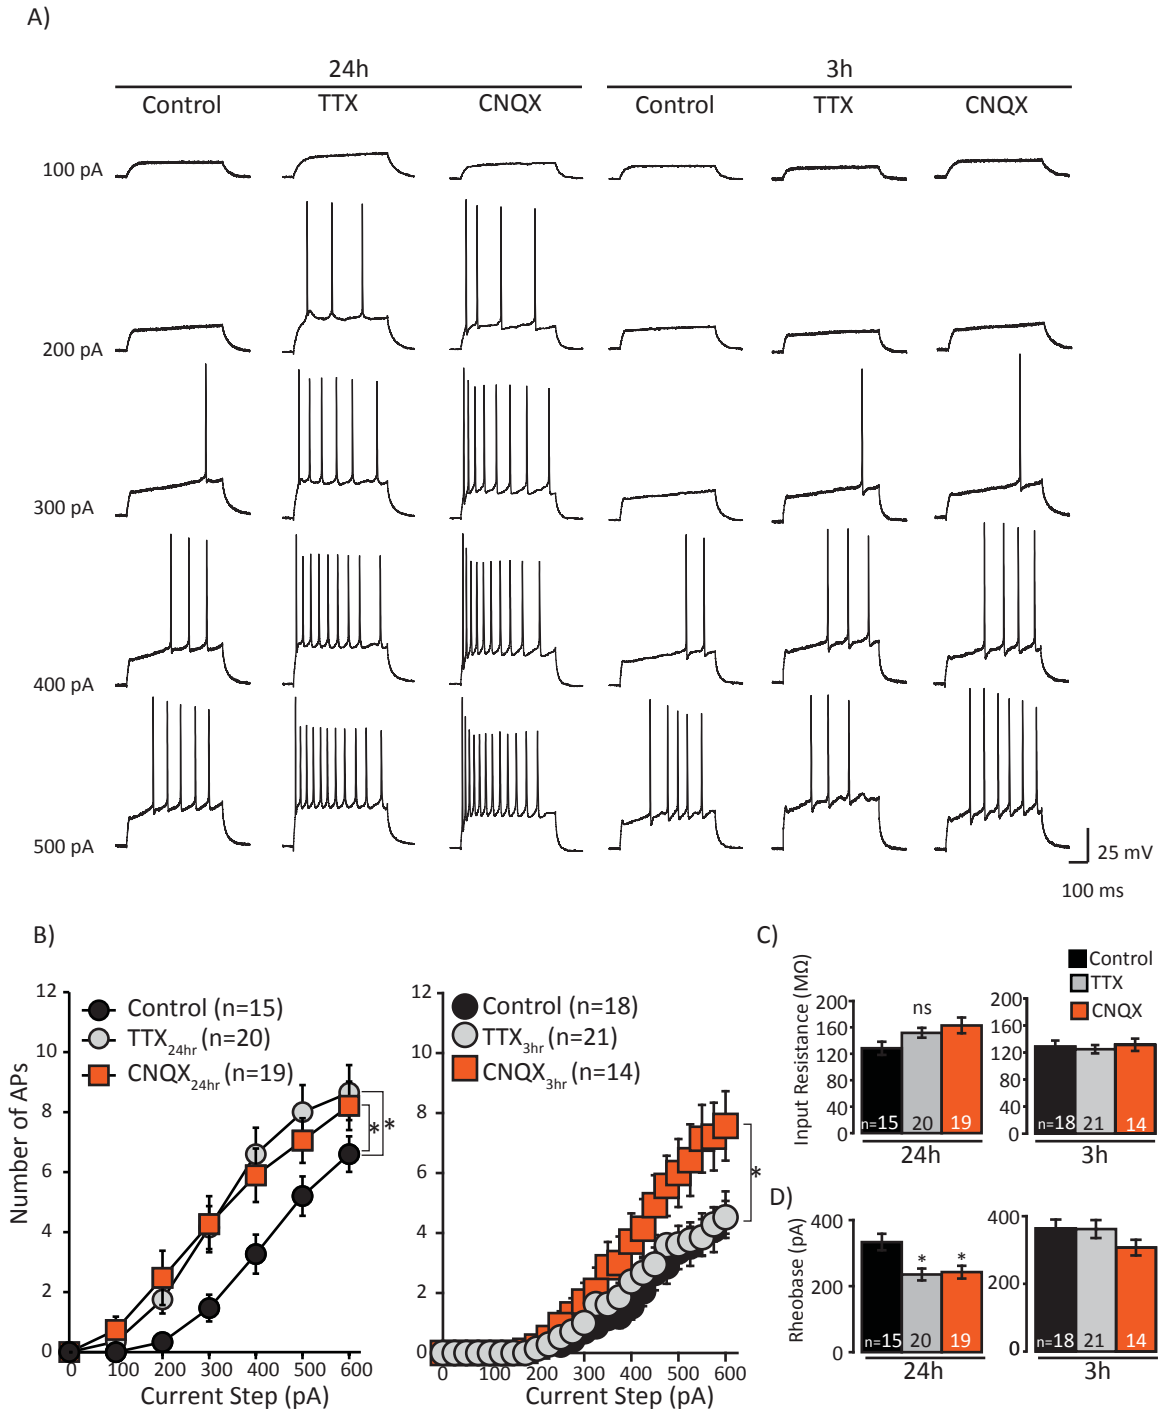 A)
24h
3h
Control
TTX
CNQX
Control
TTX
CNQX
100 pA
200 pA
300 pA
400 pA
500 pA
25 mV
100 ms
B)
12
10
8
6
4
2
0
Number of APs
Control (n=15)
TTX24hr (n=20)
CNQX24hr (n=19)
*
*
0
100
200
300
400
500
600
Current Step (pA)
12
10
8
6
4
2
0
Control (n=18)
TTX3hr (n=21)
CNQX3hr (n=14)
*
0
100
200
300
400
500
600
Current Step (pA)
C)
Control
TTX
CNQX
Input Resistance (MΩ)
200
160
120
80
40
0
ns
n=15
20
19
24h
200
160
120
80
40
0
n=18
21
14
3h
D)
Rheobase (pA)
400
200
0
*
*
n=15
20
19
24h
400
200
0
n=18
21
14
3h